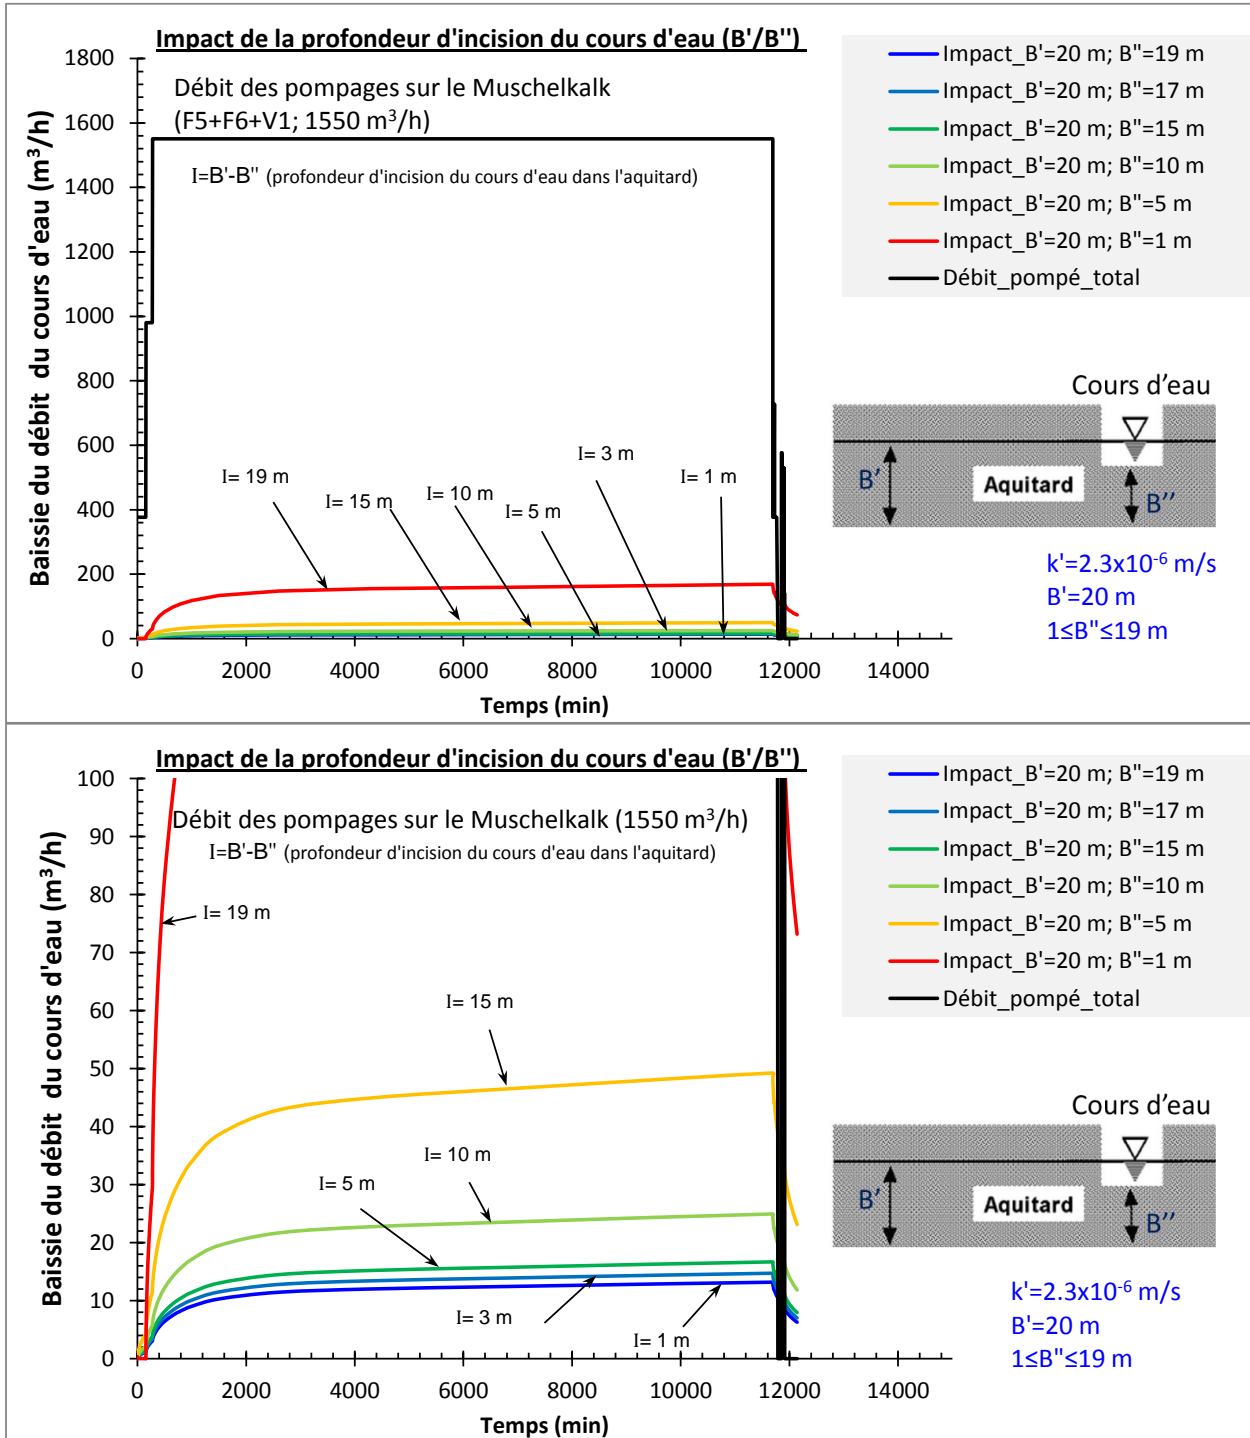 Impact de la profondeur d'incision du cours d'eau (B'/B'')
Baissie du débit du cours d'eau (m³/h)
1800
1600
1400
1200
1000
800
600
400
200
0
Débit des pompages sur le Muschelkalk
(F5+F6+V1; 1550 m³/h)
I=B'-B'' (profondeur d'incision du cours d'eau dans l'aquitard)
I= 19 m
I= 15 m
I= 10 m
I= 5 m
I= 3 m
I= 1 m
0 2000 4000 6000 8000 10000 12000 14000
Temps (min)
Impact_B'=20 m; B"=19 m
Impact_B'=20 m; B"=17 m
Impact_B'=20 m; B"=15 m
Impact_B'=20 m; B"=10 m
Impact_B'=20 m; B"=5 m
Impact_B'=20 m; B"=1 m
Débit_pompé_total
Cours d’eau
B’
Aquitard
B’’
k'=2.3x10⁻⁶ m/s
B'=20 m
1≤B"≤19 m
Impact de la profondeur d'incision du cours d'eau (B'/B'')
Baissie du débit du cours d'eau (m³/h)
100
90
80
70
60
50
40
30
20
10
0
Débit des pompages sur le Muschelkalk (1550 m³/h)
I=B'-B'' (profondeur d'incision du cours d'eau dans l'aquitard)
I= 19 m
I= 15 m
I= 10 m
I= 5 m
I= 3 m
I= 1 m
0 2000 4000 6000 8000 10000 12000 14000
Temps (min)
Impact_B'=20 m; B"=19 m
Impact_B'=20 m; B"=17 m
Impact_B'=20 m; B"=15 m
Impact_B'=20 m; B"=10 m
Impact_B'=20 m; B"=5 m
Impact_B'=20 m; B"=1 m
Débit_pompé_total
Cours d’eau
B’
Aquitard
B’’
k'=2.3x10⁻⁶ m/s
B'=20 m
1≤B"≤19 m